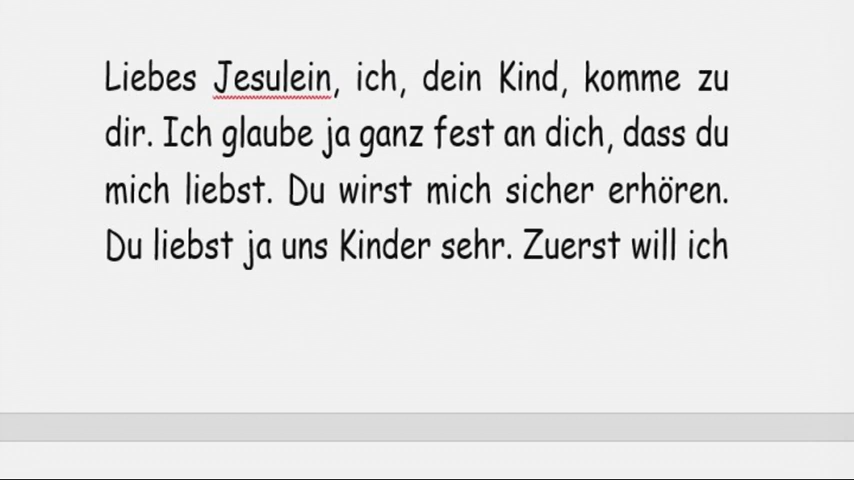 Liebes Jesulein, ich, dein Kind, komme zu
dir. Ich glaube ja ganz fest an dich, dass du
mich liebst. Du wirst mich sicher erhören.
Du liebst ja uns Kinder sehr. Zuerst will ich